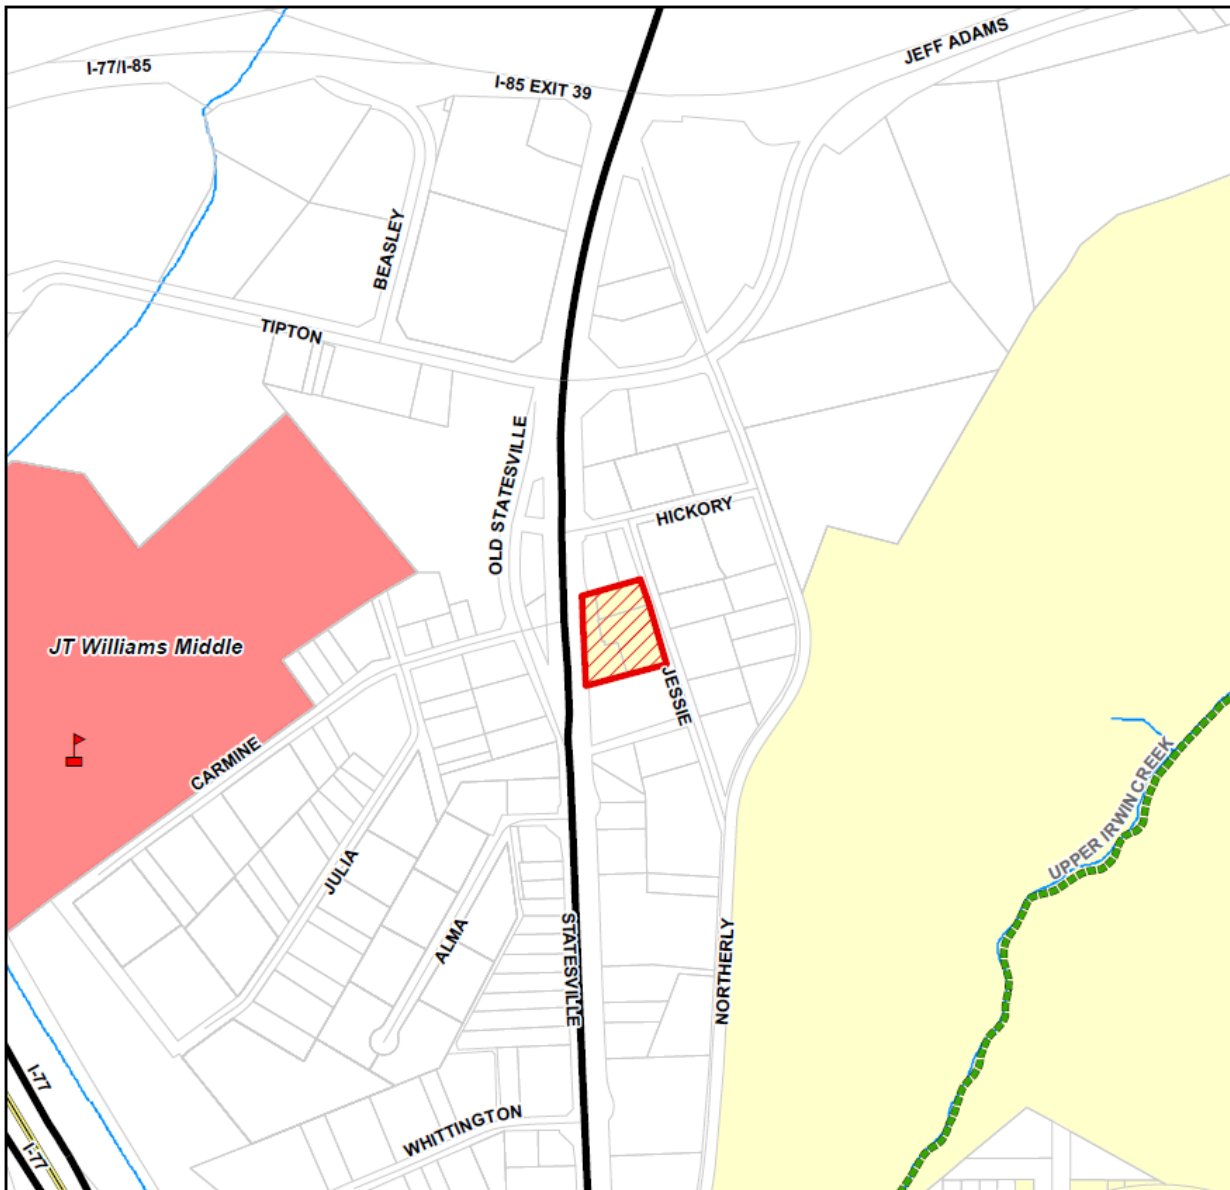 JEFF ADAMS
I-77/I-85
I-85 EXIT 39
BEASLEY
TIPTON
OLD STATESVILLE
HICKORY
JT Williams Middle
JESSIE
CARMINE
UPPER IRWIN CREEK
JULIA
ALMA
STATESVILLE
NORTHERLY
I-77
WHITTINGTON
I-77